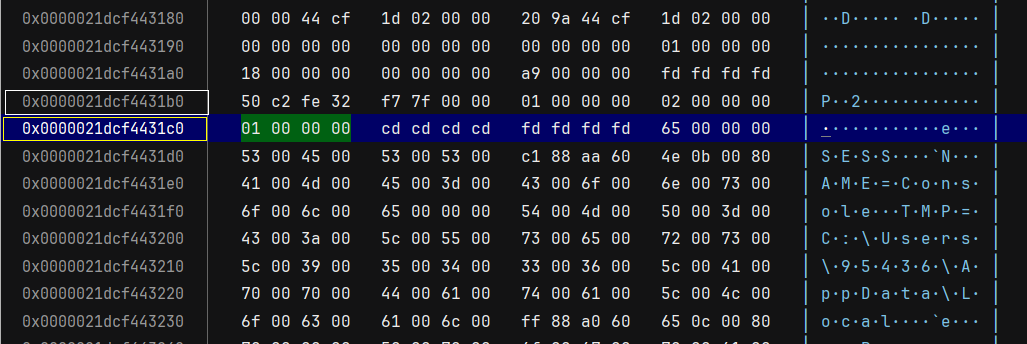 0x0000021dcf443180 00 00 44 cf 1d 02 00 00 20 9a 44 cf 1d 02 00 00 | ··D····· ·D····· |
0x0000021dcf443190 00 00 00 00 00 00 00 00 00 00 00 00 01 00 00 00 | ················ |
0x0000021dcf4431a0 18 00 00 00 00 00 00 00 a9 00 00 00 fd fd fd fd | ················ |
0x0000021dcf4431b0 50 c2 fe 32 f7 7f 00 00 01 00 00 00 02 00 00 00 | P··2············ |
0x0000021dcf4431c0 01 00 00 00 cd cd cd cd fd fd fd fd 65 00 00 00 | ············e··· |
0x0000021dcf4431d0 53 00 45 00 53 00 53 00 c1 88 aa 60 4e 0b 00 80 | S·E·S·S····`N··· |
0x0000021dcf4431e0 41 00 4d 00 45 00 3d 00 43 00 6f 00 6e 00 73 00 | A·M·E·=·C·o·n·s· |
0x0000021dcf4431f0 6f 00 6c 00 65 00 00 00 54 00 4d 00 50 00 3d 00 | o·l·e···T·M·P·=· |
0x0000021dcf443200 43 00 3a 00 5c 00 55 00 73 00 65 00 72 00 73 00 | C·:·\·U·s·e·r·s· |
0x0000021dcf443210 5c 00 39 00 35 00 34 00 33 00 36 00 5c 00 41 00 | \·9·5·4·3·6·\·A· |
0x0000021dcf443220 70 00 70 00 44 00 61 00 74 00 61 00 5c 00 4c 00 | p·p·D·a·t·a·\·L· |
0x0000021dcf443230 6f 00 63 00 61 00 6c 00 ff 88 a0 60 65 0c 00 80 | o·c·a·l····`e··· |